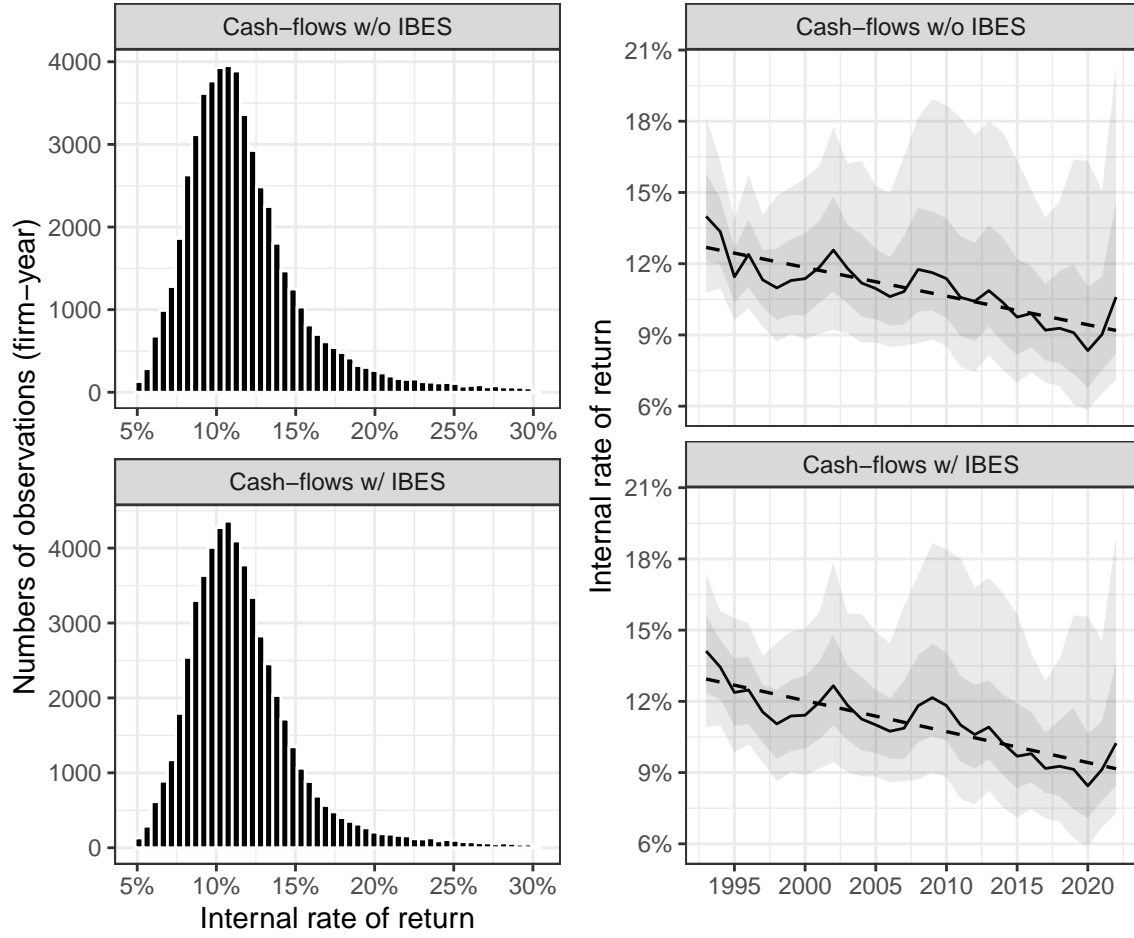 Cash−flows w/o IBES
4000
3000
2000
1000
0
5% 10% 15% 20% 25% 30%
Cash−flows w/ IBES
4000
3000
2000
1000
0
5% 10% 15% 20% 25% 30%
Internal rate of return
Numbers of observations (firm−year)
Cash−flows w/o IBES
21%
18%
15%
12%
9%
6%
Cash−flows w/ IBES
21%
18%
15%
12%
9%
6%
1995 2000 2005 2010 2015 2020
Internal rate of return